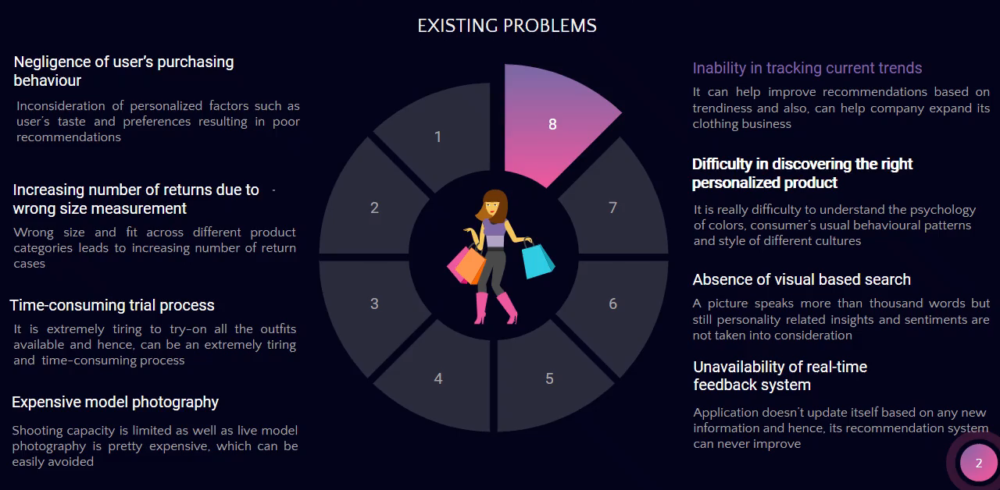 EXISTING PROBLEMS
Negligence of user's purchasing
behaviour
Inconsideration of personalized factors such as
user's taste and preferences resulting in poor
recommendations
Increasing number of returns due to -
wrong size measurement
Wrong size and fit across different product
categories leads to increasing number of return
cases
Time-consuming trial process
It is extremely tiring to try-on all the outfits
available and hence, can be an extremely tiring
and time-consuming process
Expensive model photography
Shooting capacity is limited as well as live model
photography is pretty expensive, which can be
easily avoided
1
2
3
4
5
6
7
8
Inability in tracking current trends
It can help improve recommendations based on
trendiness and also, can help company expand its
clothing business
Difficulty in discovering the right
personalized product
It is really difficulty to understand the psychology
of colors, consumer's usual behavioural patterns
and style of different cultures
Absence of visual based search
A picture speaks more than thousand words but
still personality related insights and sentiments are
not taken into consideration
Unavailability of real-time
feedback system
Application doesn't update itself based on any new
information and hence, its recommendation system
can never improve
2